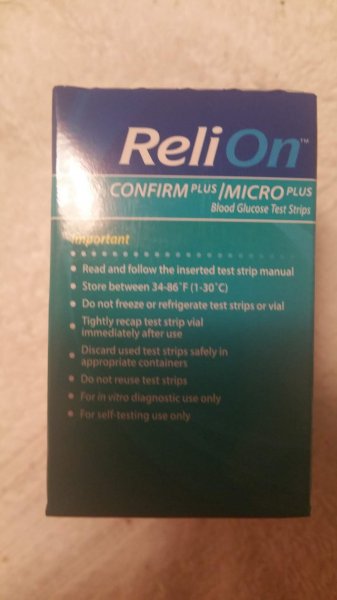 ReliOn™
CONFIRM PLUS/MICRO PLUS
Blood Glucose Test Strips
Important
• Read and follow the inserted test strip manual
• Store between 34-86˚F (1-30˚C)
• Do not freeze or refrigerate test strips or vial
• Tightly recap test strip vial
immediately after use
• Discard used test strips safely in
appropriate containers
• Do not reuse test strips
• For in vitro diagnostic use only
• For self-testing use only